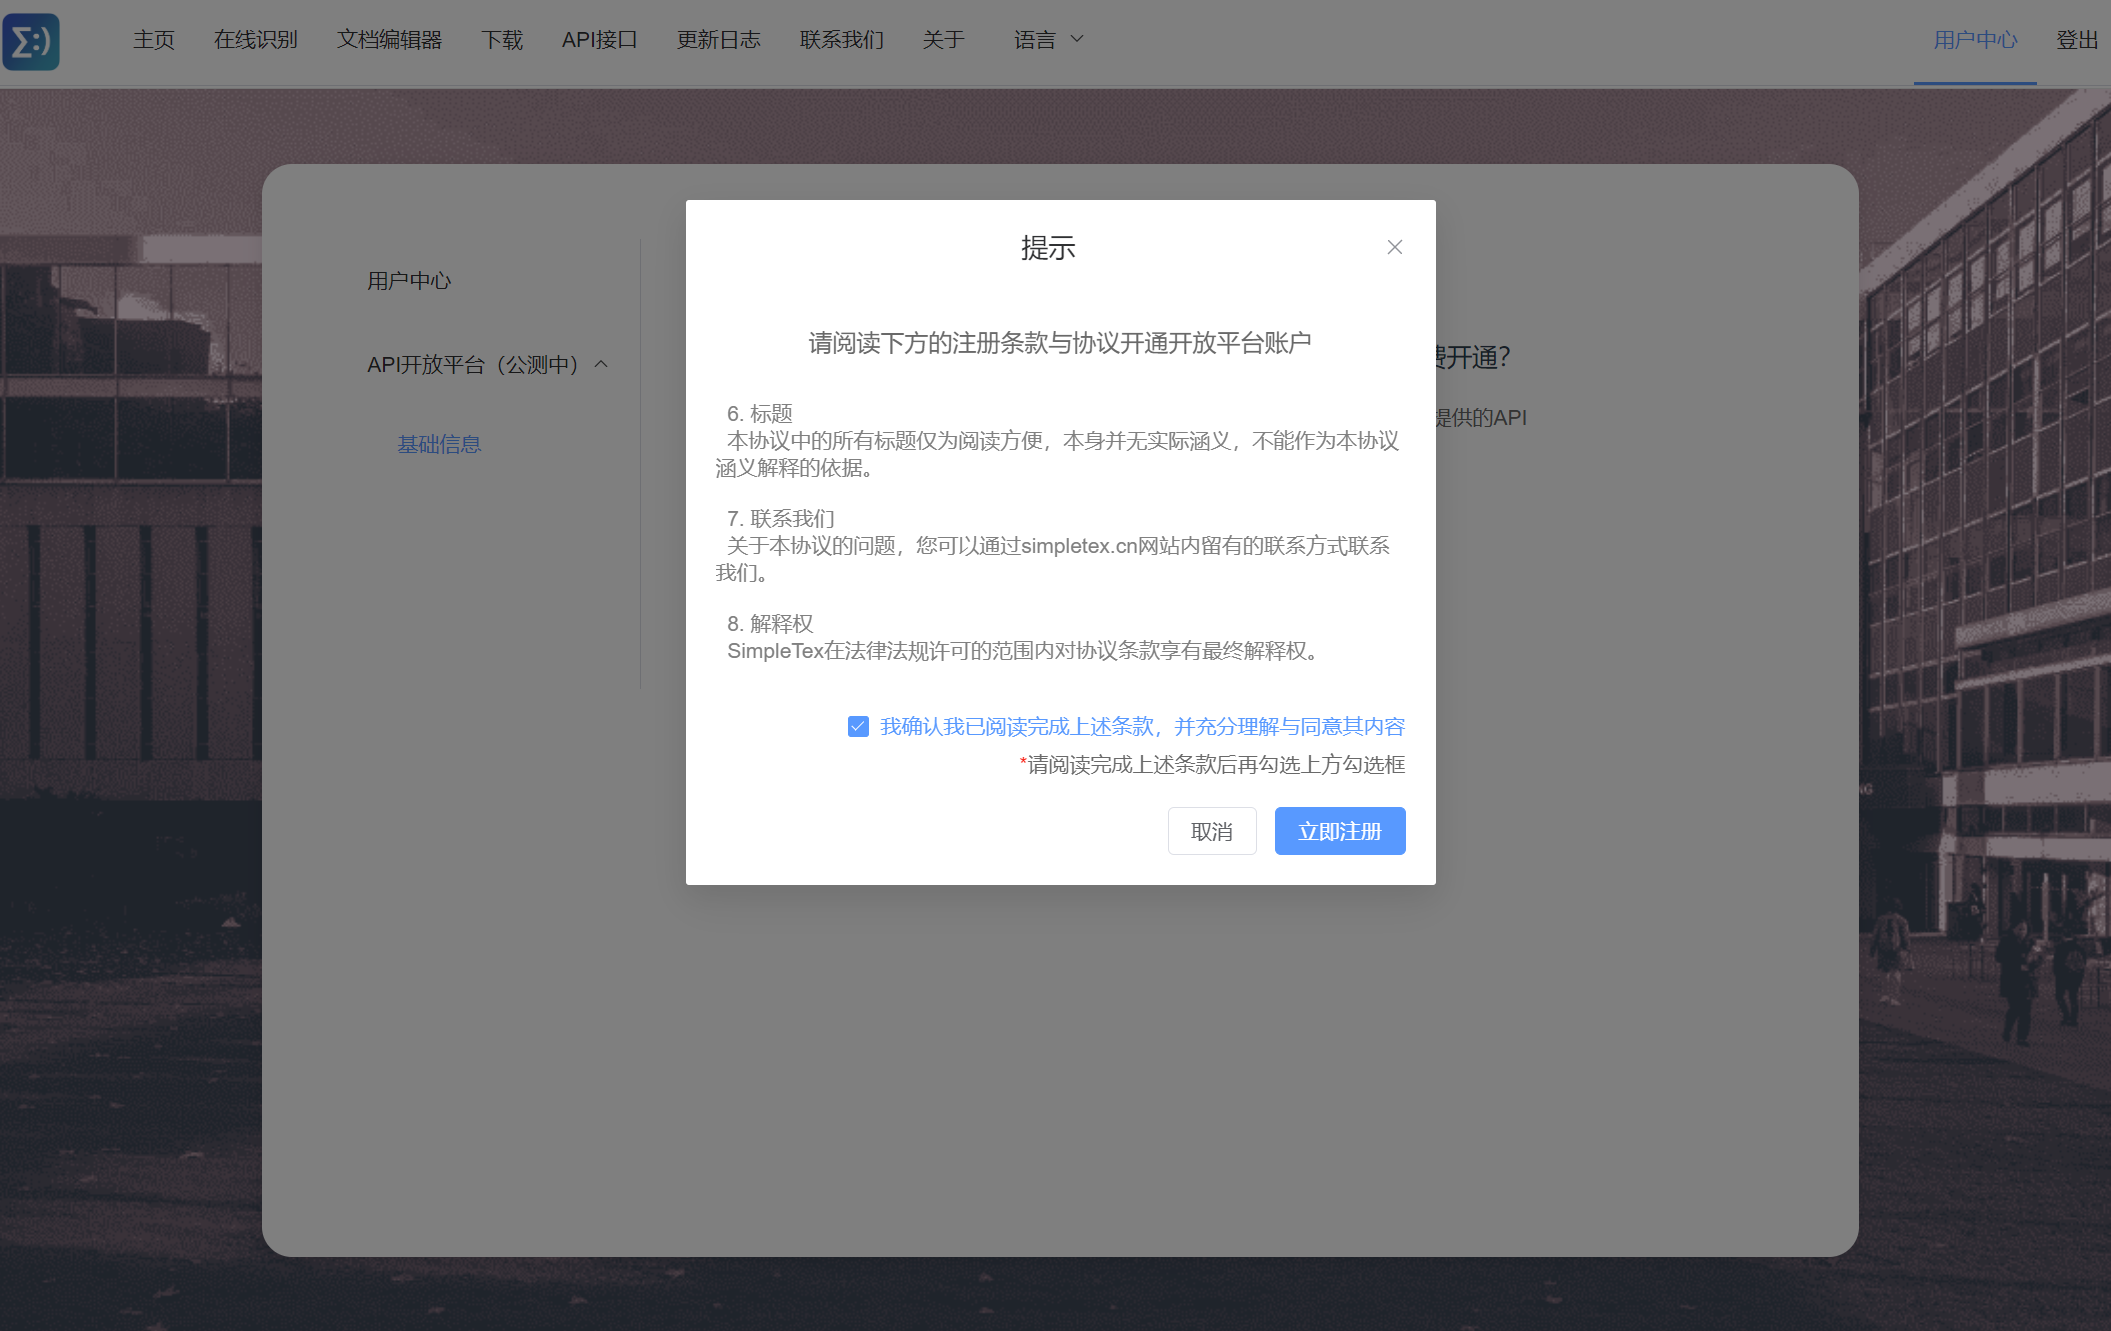 Σ:)
主页 在线识别 文档编辑器 下载 API接口 更新日志 联系我们 关于 语言 用户中心 登出
用户中心
API开放平台（公测中）
基础信息
提示
请阅读下方的注册条款与协议开通开放平台账户
6. 标题
本协议中的所有标题仅为阅读方便，本身并无实际涵义，不能作为本协议
涵义解释的依据。
7. 联系我们
关于本协议的问题，您可以通过simpletex.cn网站内留有的联系方式联系
我们。
8. 解释权
SimpleTex在法律法规许可的范围内对协议条款享有最终解释权。
我确认我已阅读完成上述条款，并充分理解与同意其内容
*请阅读完成上述条款后再勾选上方勾选框
取消 立即注册
费开通?
提供的API